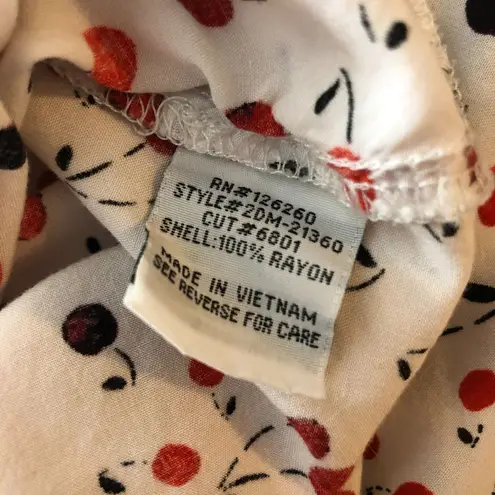 RN#126260
STYLE#2DM-21360
CUT#6801
SHELL:100% RAYON
MADE IN VIETNAM
SEE REVERSE FOR CARE